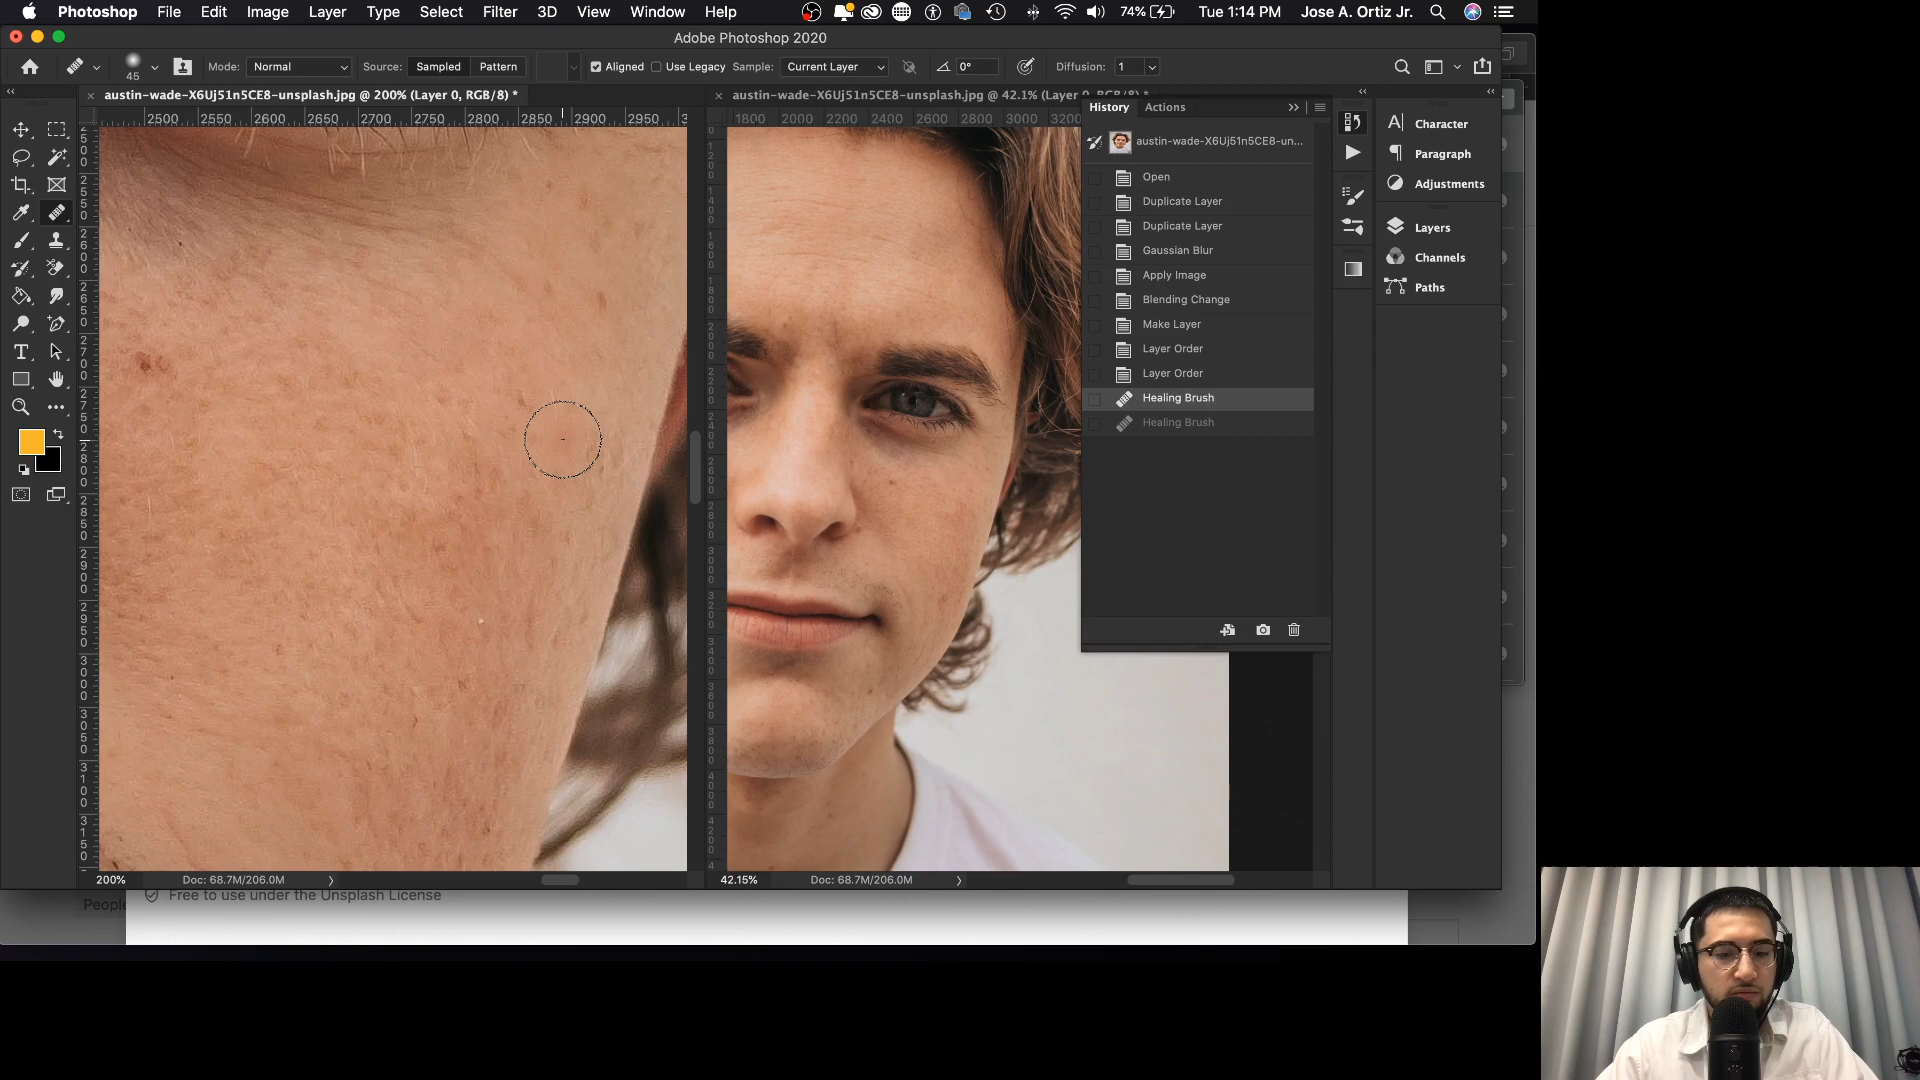 Photoshop File Edit Image Layer Type Select Filter 3D View Window Help 74% Tue 1:14 PM Jose A. Ortiz Jr.
Adobe Photoshop 2020
45 Mode: Normal Source: Sampled Pattern Aligned Use Legacy Sample: Current Layer 0° Diffusion: 1
austin-wade-X6Uj51n5CE8-unsplash.jpg @ 200% (Layer 0, RGB/8) *
austin-wade-X6Uj51n5CE8-unsplash.jpg @ 42.1% (Layer 0, RGB/8) *
2500 2550 2600 2650 2700 2750 2800 2850 2900 2950
1800 2000 2200 2400 2600 2800 3000 3200
History Actions
austin-wade-X6Uj51n5CE8-un...
Open
Duplicate Layer
Duplicate Layer
Gaussian Blur
Apply Image
Blending Change
Make Layer
Layer Order
Layer Order
Healing Brush
Healing Brush
Character
Paragraph
Adjustments
Layers
Channels
Paths
200% Doc: 68.7M/206.0M
42.15% Doc: 68.7M/206.0M
People
Free to use under the Unsplash License